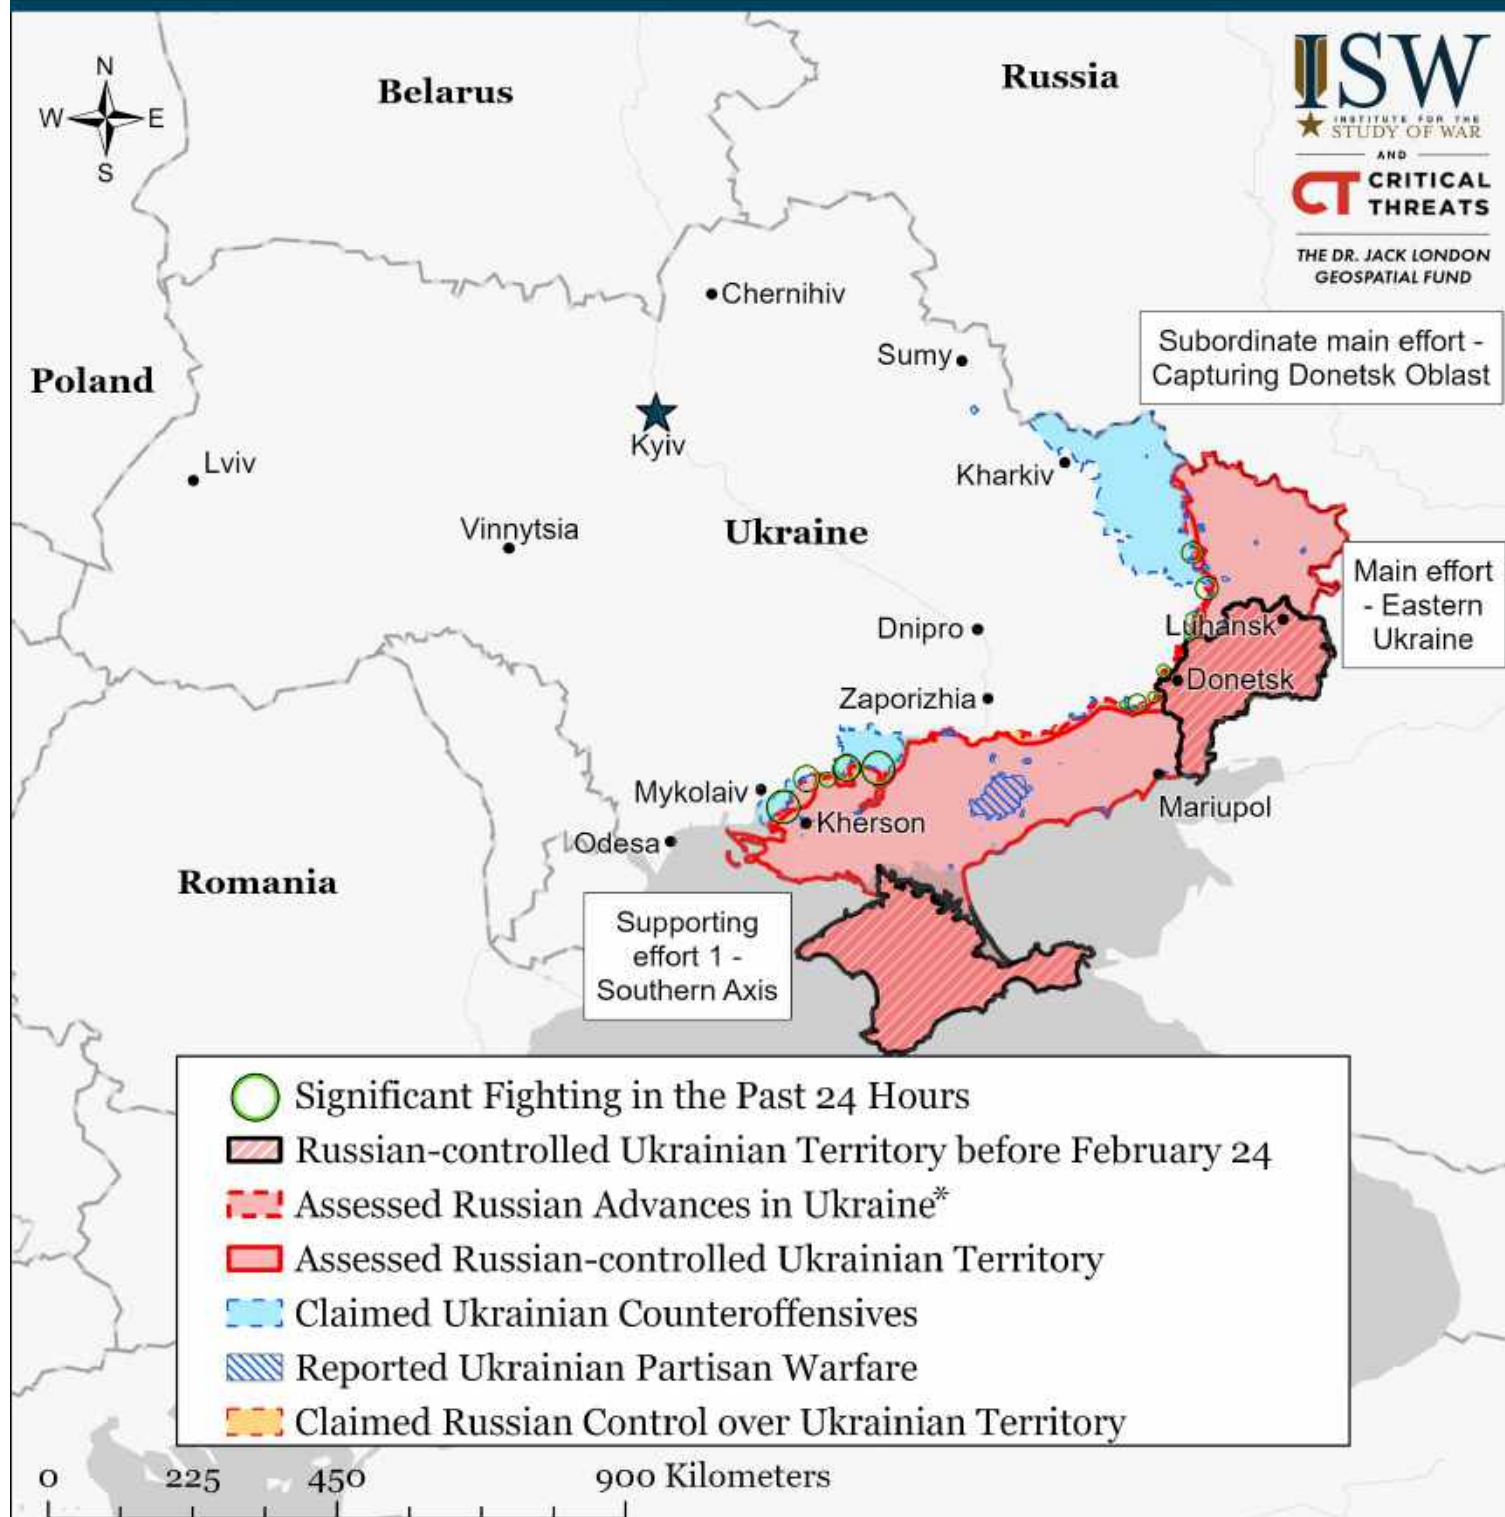 N
W
E
S
Belarus
Russia
ISW
INSTITUTE FOR THE
STUDY OF WAR
AND
CT CRITICAL
THREATS
THE DR. JACK LONDON
GEOSPATIAL FUND
Chernihiv
Subordinate main effort -
Capturing Donetsk Oblast
Sumy
Poland
Kyiv
Lviv
Kharkiv
Vinnytsia
Ukraine
Main effort
- Eastern
Ukraine
Dnipro
Luhansk
Donetsk
Zaporizhia
Mykolaiv
Mariupol
Kherson
Odesa
Romania
Supporting
effort 1 -
Southern Axis
Significant Fighting in the Past 24 Hours
Russian-controlled Ukrainian Territory before February 24
Assessed Russian Advances in Ukraine*
Assessed Russian-controlled Ukrainian Territory
Claimed Ukrainian Counteroffensives
Reported Ukrainian Partisan Warfare
Claimed Russian Control over Ukrainian Territory
0 225 450 900 Kilometers